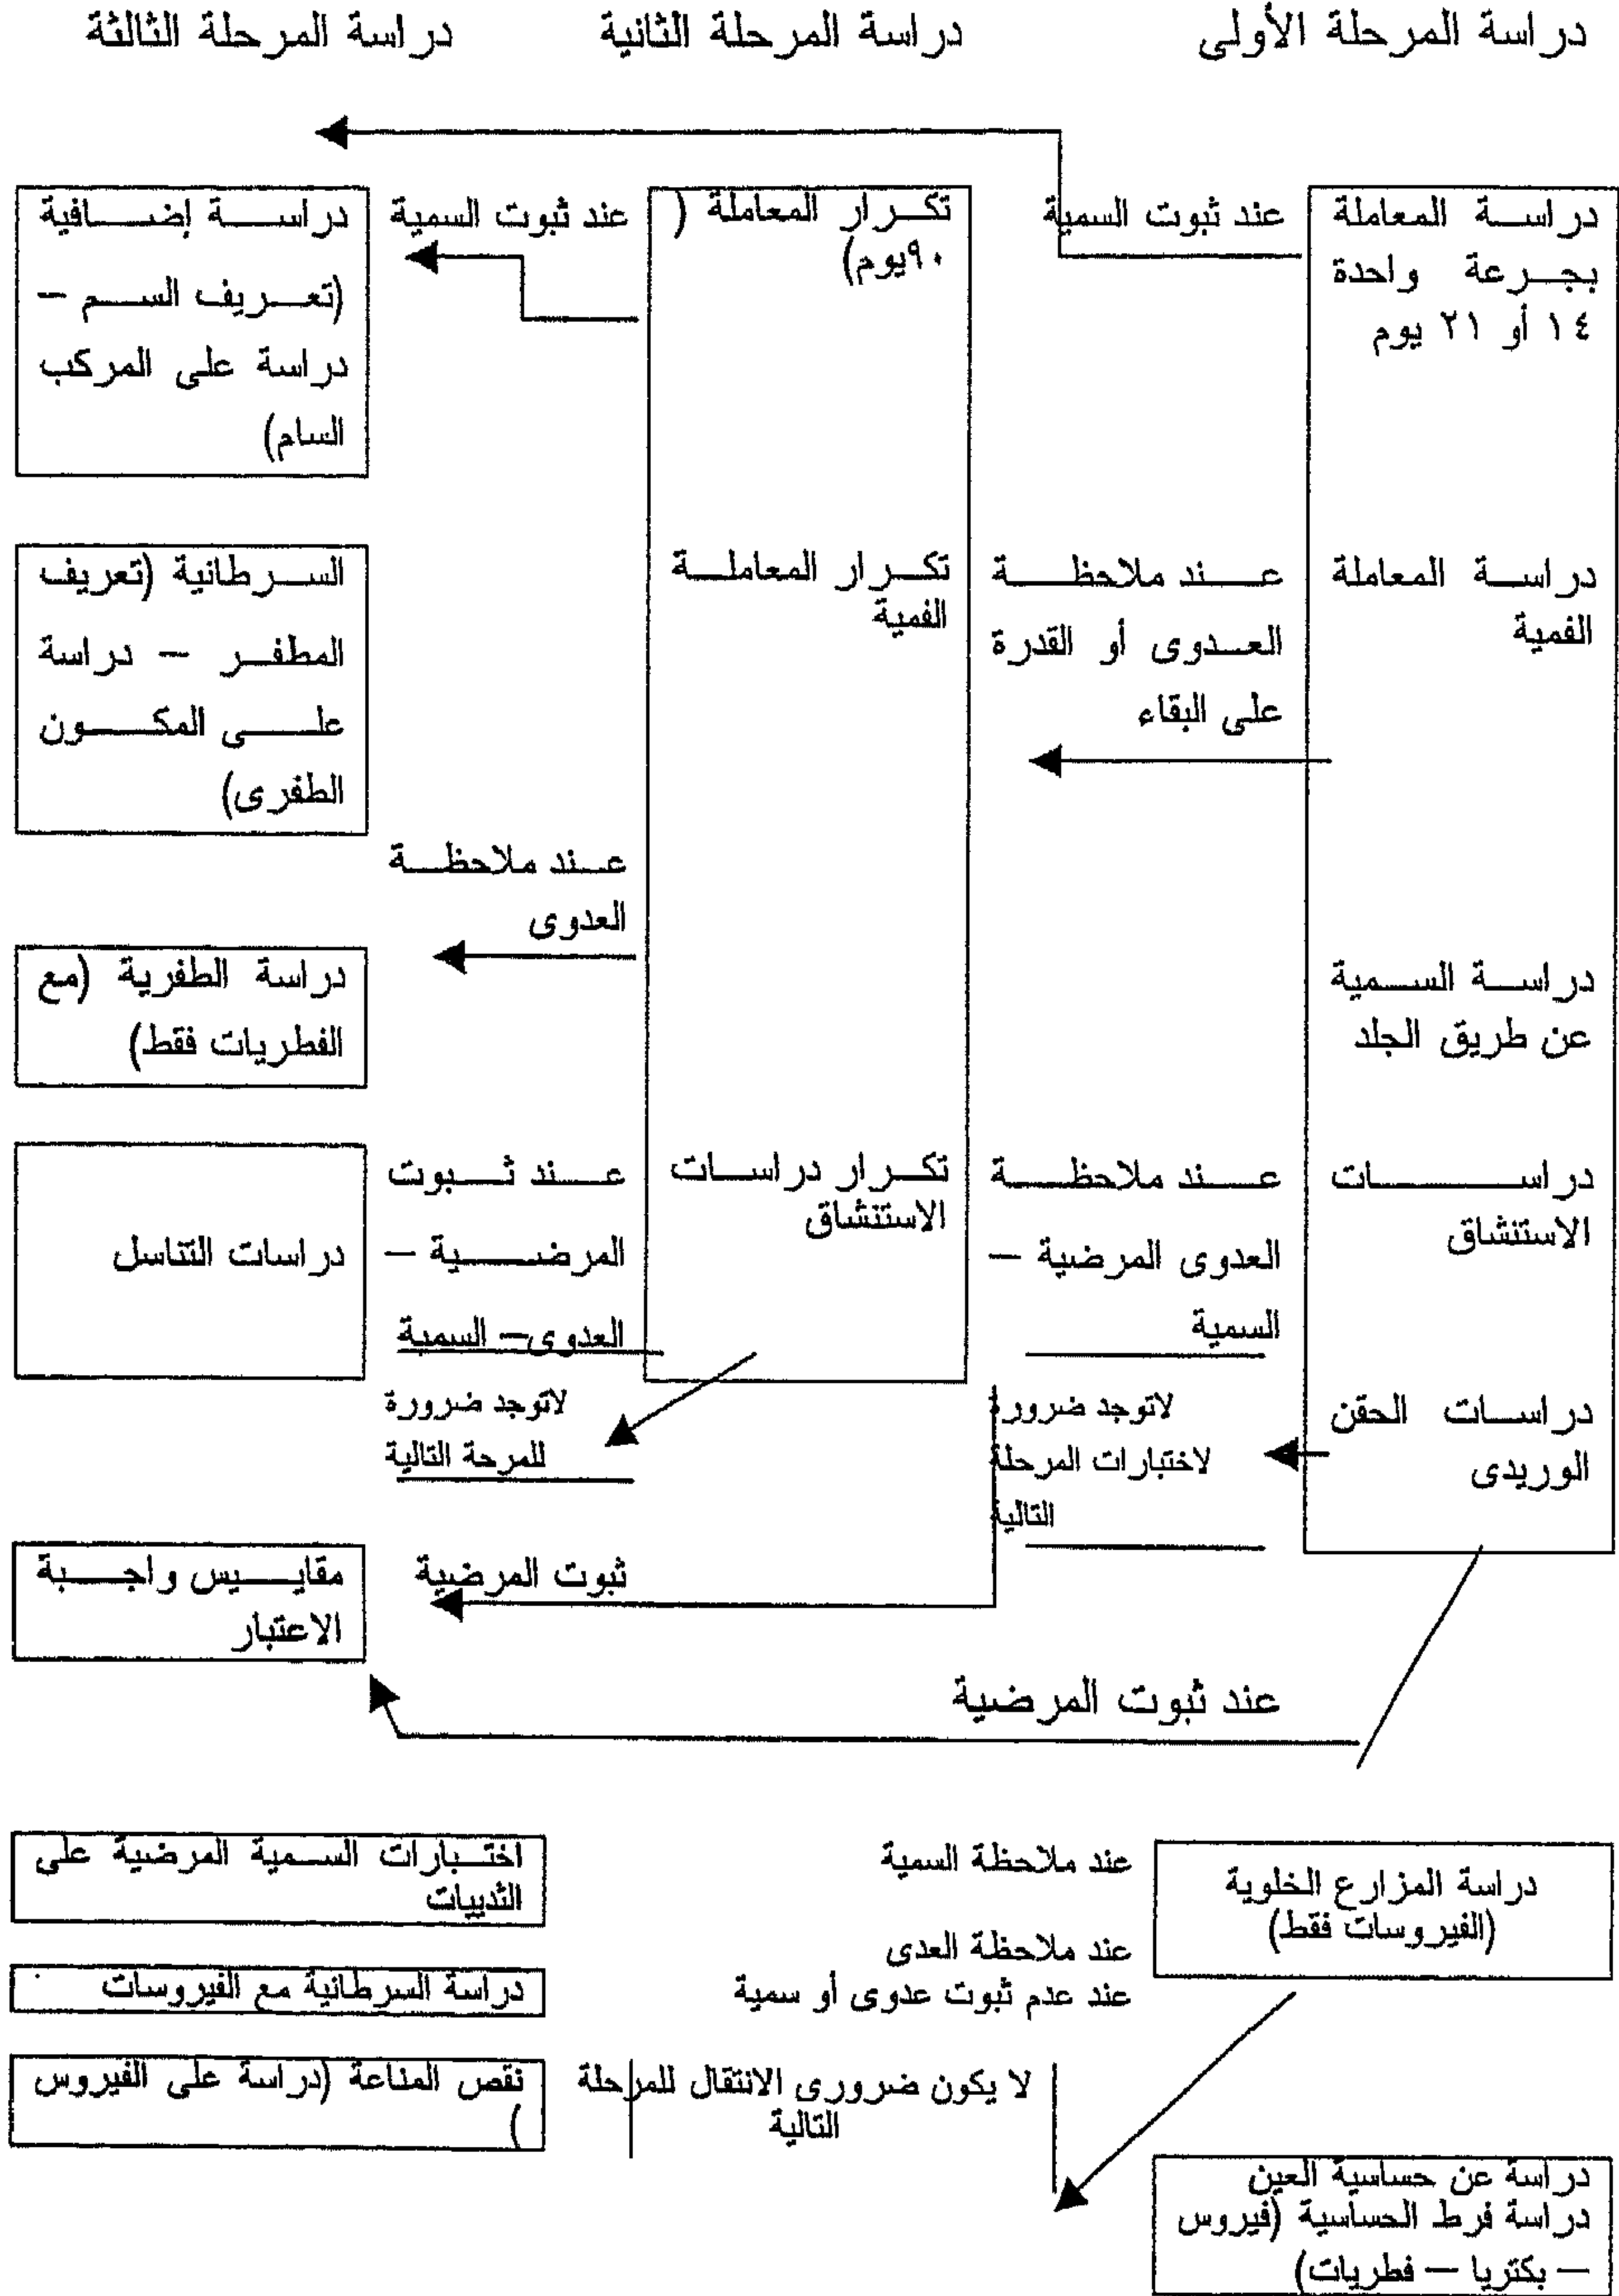 دراسة المرحلة الأولى
دراسة المرحلة الثانية
دراسة المرحلة الثالثة
دراسة المعاملة
بجرعة واحدة
١٤ أو ٢١ يوم
عند ثبوت السمية
تكرار المعاملة (
٩٠يوم)
عند ثبوت السمية
دراسة إضافية
(تعريف السم –
دراسة على المركب
السام)
دراسة المعاملة
الفمية
عند ملاحظة
العدوى أو القدرة
على البقاء
تكرار المعاملة
الفمية
السرطانية (تعريف
المطفر – دراسة
على المكون
الطفرى)
عند ملاحظة
العدوى
دراسة السمية
عن طريق الجلد
دراسة الطفرية (مع
الفطريات فقط)
دراسات
الاستنشاق
عند ملاحظة
العدوى المرضية –
السمية
تكرار دراسات
الاستنشاق
عند ثبوت
المرضية –
العدوى– السمية
دراسات التناسل
دراسات الحقن
الوريدى
لاتوجد ضرورة
لاختبارات المرحلة
التالية
لاتوجد ضرورة
للمرحة التالية
ثبوت المرضية
مقاييس واجبة
الاعتبار
عند ثبوت المرضية
دراسة المزارع الخلوية
(الفيروسات فقط)
عند ملاحظة السمية
عند ملاحظة العدى
عند عدم ثبوت عدوى أو سمية
لا يكون ضرورى الانتقال للمرحلة
التالية
اختبارات السمية المرضية على
الثدييات
دراسة السرطانية مع الفيروسات
نقص المناعة (دراسة على الفيروس
)
دراسة عن حساسية العين
دراسة فرط الحساسية (فيروس
– بكتريا – فطريات)